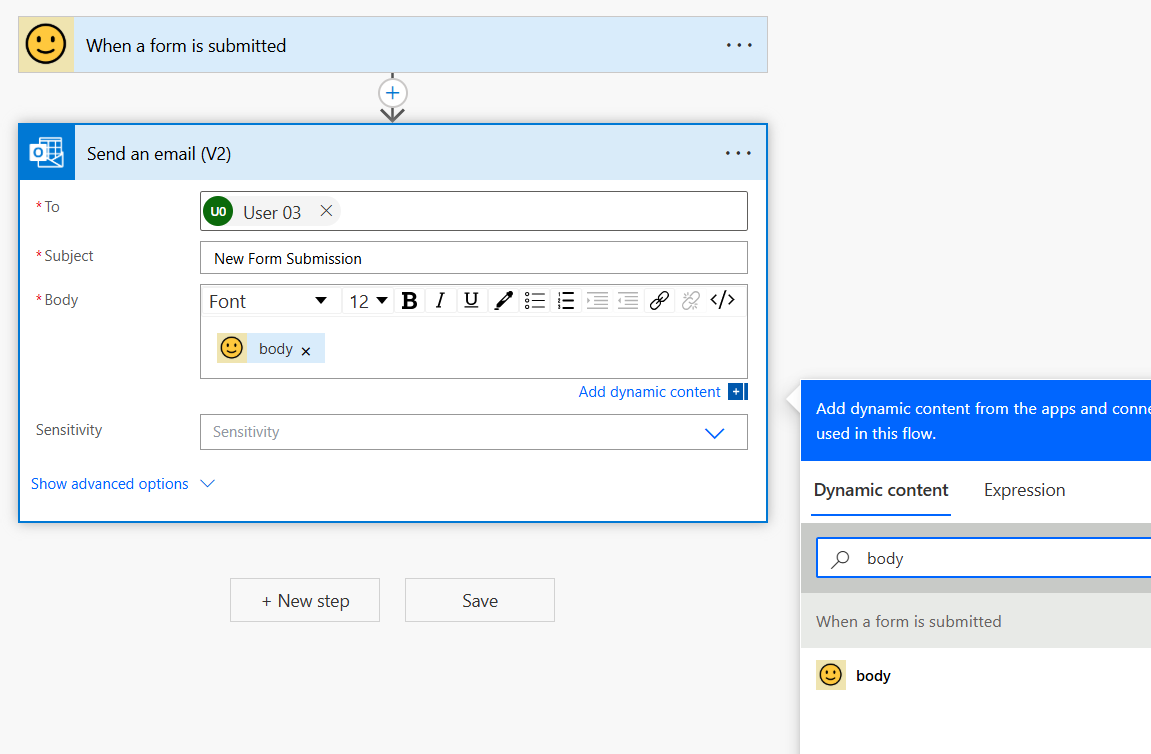 When a form is submitted
Send an email (V2)
* To
U0 User 03
* Subject
New Form Submission
* Body
Font 12 B I U </>
body
Add dynamic content
Sensitivity
Sensitivity
Show advanced options
+ New step
Save
Add dynamic content from the apps and conne
used in this flow.
Dynamic content
Expression
body
When a form is submitted
body